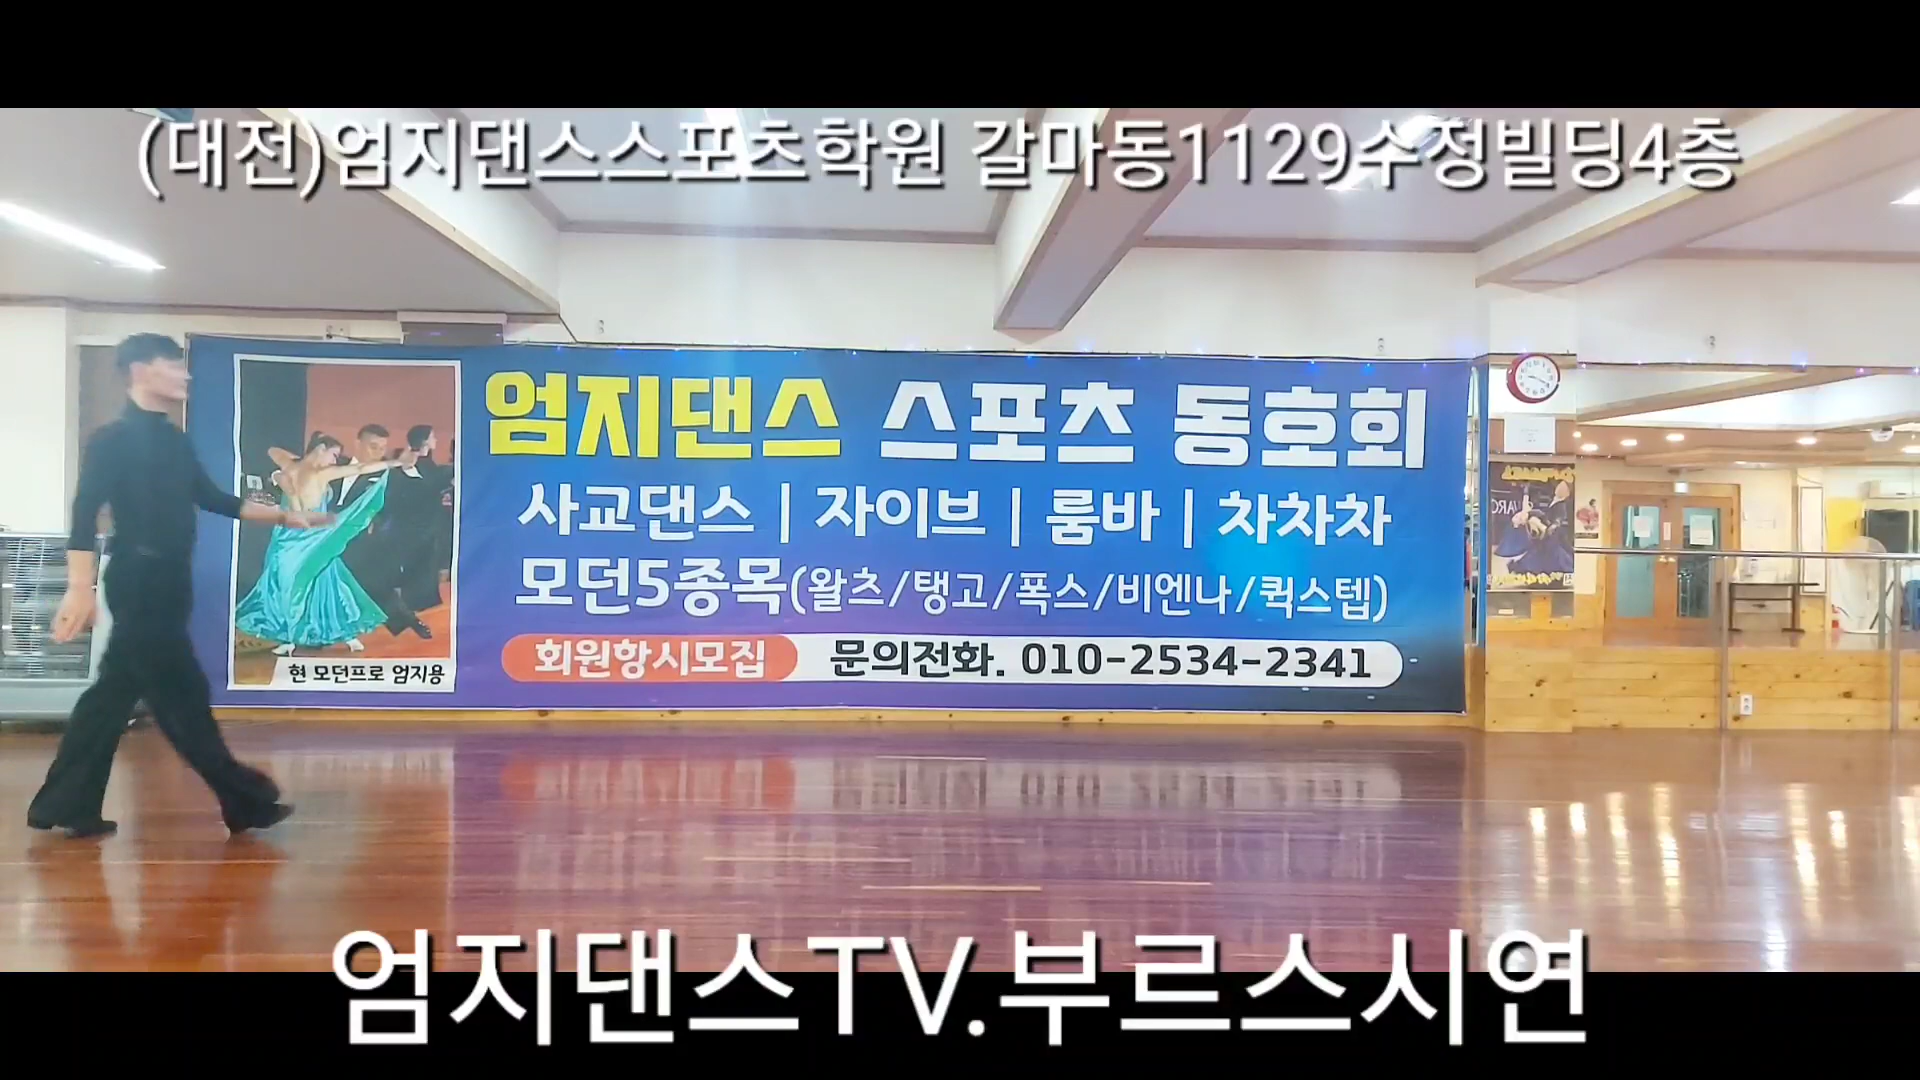 (대전)엄지댄스스포츠학원 갈마동1129수정빌딩4층
엄지댄스 스포츠 동호회
사교댄스 | 자이브 | 룸바 | 차차차
모던5종목(왈츠/탱고/폭스/비엔나/퀵스텝)
회원항시모집 문의전화. 010-2534-2341
현 모던프로 엄지용
엄지댄스TV.부르스시연